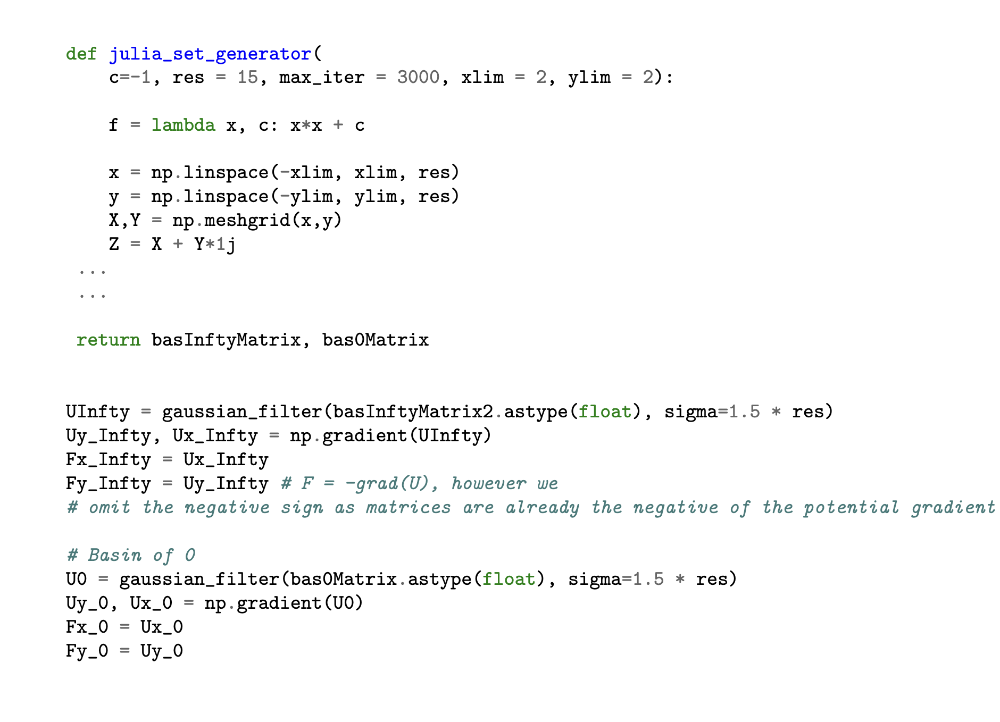 def julia_set_generator(
    c=-1, res = 15, max_iter = 3000, xlim = 2, ylim = 2):

    f = lambda x, c: x*x + c

    x = np.linspace(-xlim, xlim, res)
    y = np.linspace(-ylim, ylim, res)
    X,Y = np.meshgrid(x,y)
    Z = X + Y*1j
 ...
 ...

 return basInftyMatrix, bas0Matrix


UInfty = gaussian_filter(basInftyMatrix2.astype(float), sigma=1.5 * res)
Uy_Infty, Ux_Infty = np.gradient(UInfty)
Fx_Infty = Ux_Infty
Fy_Infty = Uy_Infty # F = -grad(U), however we
# omit the negative sign as matrices are already the negative of the potential gradient

# Basin of 0
U0 = gaussian_filter(bas0Matrix.astype(float), sigma=1.5 * res)
Uy_0, Ux_0 = np.gradient(U0)
Fx_0 = Ux_0
Fy_0 = Uy_0